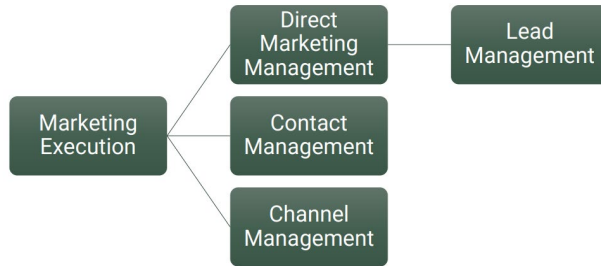 Direct
Marketing
Management
Lead
Management
Marketing
Execution
Contact
Management
Channel
Management